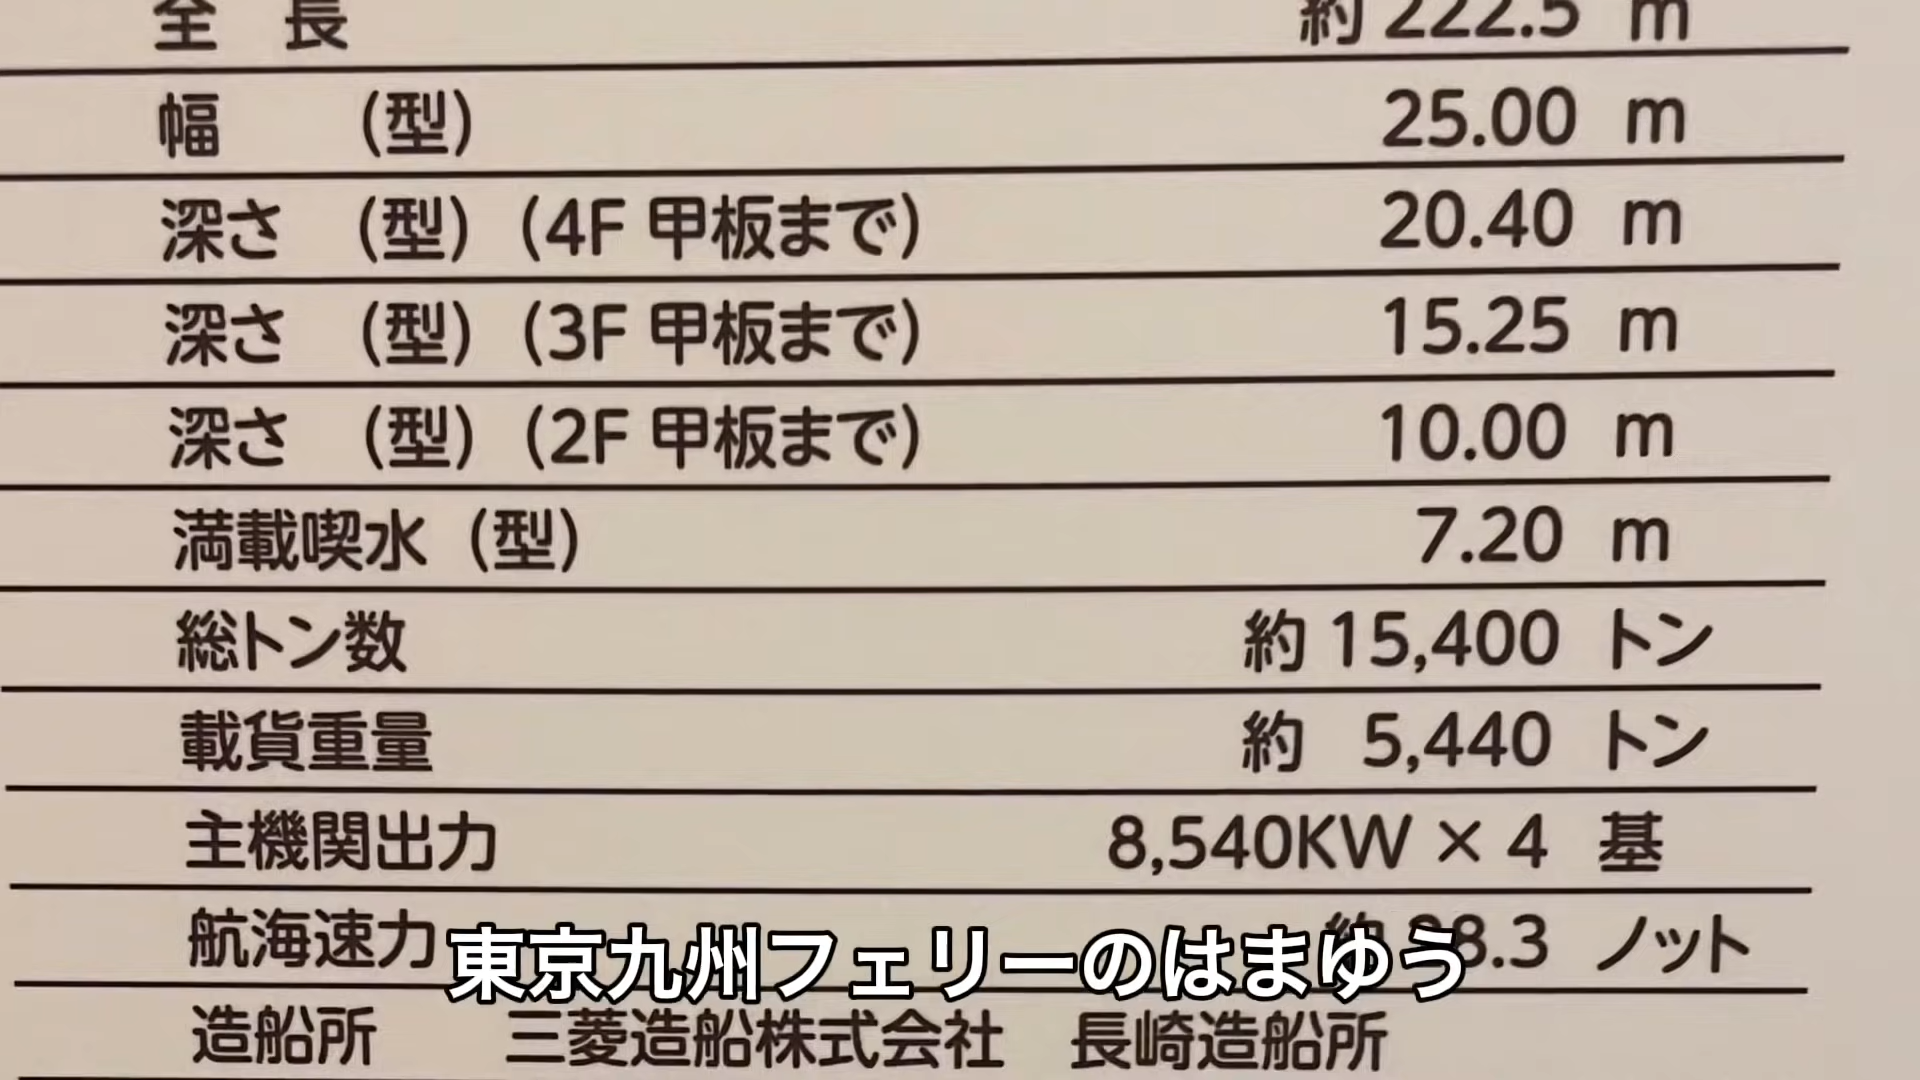 全 長 約 222.5 m
幅 (型) 25.00 m
深さ (型) (4F 甲板まで) 20.40 m
深さ (型) (3F 甲板まで) 15.25 m
深さ (型) (2F 甲板まで) 10.00 m
満載喫水 (型) 7.20 m
総トン数 約 15,400 トン
載貨重量 約 5,440 トン
主機関出力 8,540KW × 4 基
航海速力 約 28.3 ノット
東京九州フェリーのはまゆう
造船所 三菱造船株式会社 長崎造船所